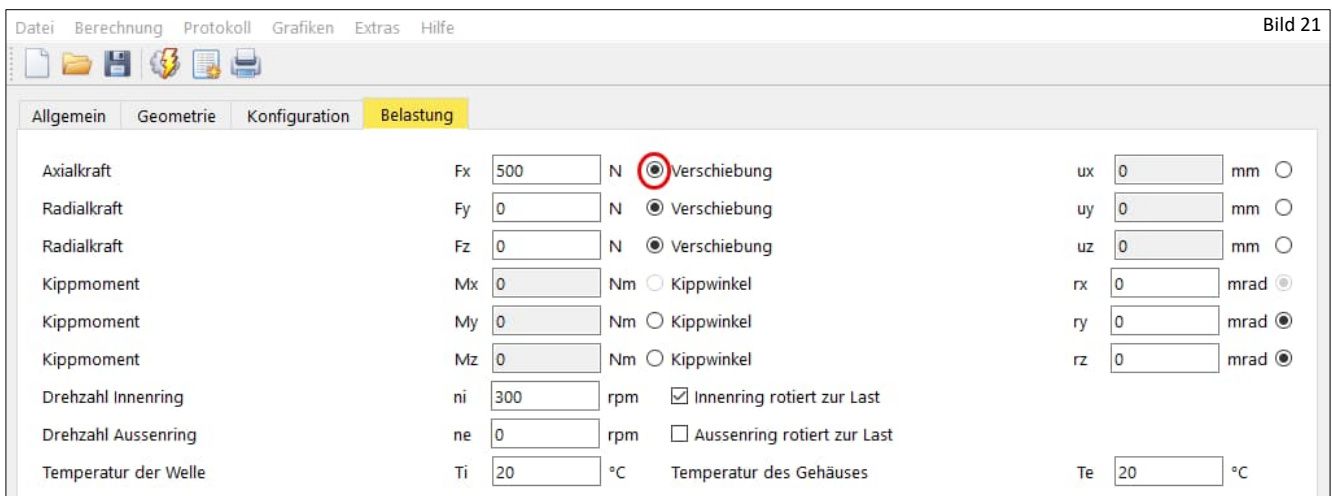 Datei Berechnung Protokoll Grafiken Extras Hilfe Bild 21
Allgemein Geometrie Konfiguration Belastung
Axialkraft Fx 500 N Verschiebung ux 0 mm
Radialkraft Fy 0 N Verschiebung uy 0 mm
Radialkraft Fz 0 N Verschiebung uz 0 mm
Kippmoment Mx 0 Nm Kippwinkel rx 0 mrad
Kippmoment My 0 Nm Kippwinkel ry 0 mrad
Kippmoment Mz 0 Nm Kippwinkel rz 0 mrad
Drehzahl Innenring ni 300 rpm Innenring rotiert zur Last
Drehzahl Aussenring ne 0 rpm Aussenring rotiert zur Last
Temperatur der Welle Ti 20 °C Temperatur des Gehäuses Te 20 °C